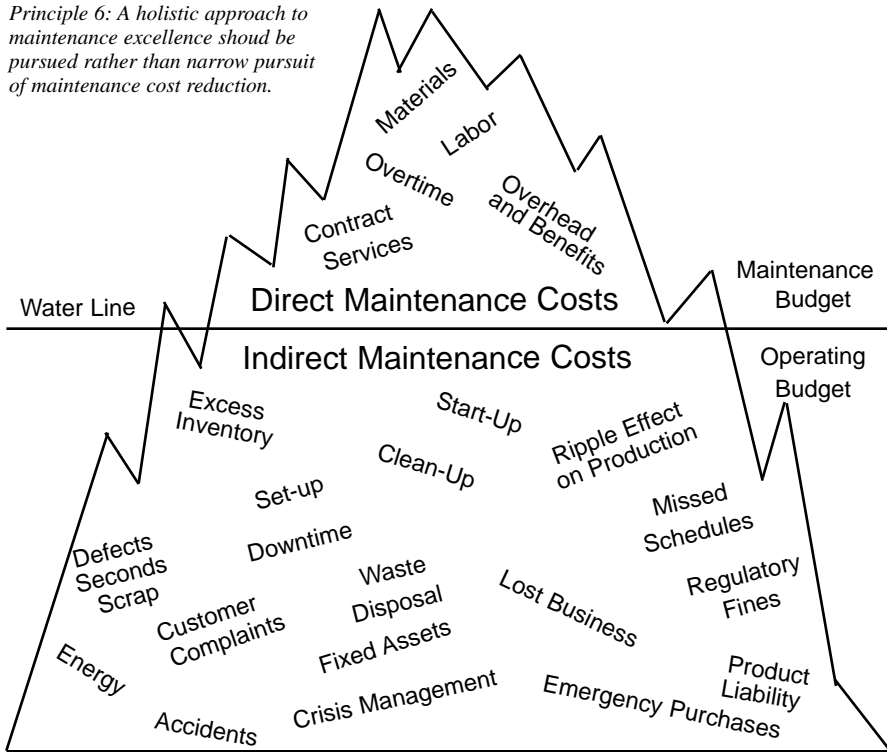 Principle 6: A holistic approach to
maintenance excellence shoud be
pursued rather than narrow pursuit
of maintenance cost reduction.
Materials
Labor
Overtime
Overhead
and Benefits
Contract
Services
Direct Maintenance Costs
Maintenance
Budget
Water Line
Indirect Maintenance Costs
Operating
Budget
Excess
Inventory
Start-Up
Ripple Effect
on Production
Clean-Up
Set-up
Missed
Schedules
Downtime
Defects
Seconds
Scrap
Waste
Disposal
Lost Business
Regulatory
Fines
Customer
Complaints
Fixed Assets
Energy
Product
Liability
Crisis Management
Emergency Purchases
Accidents